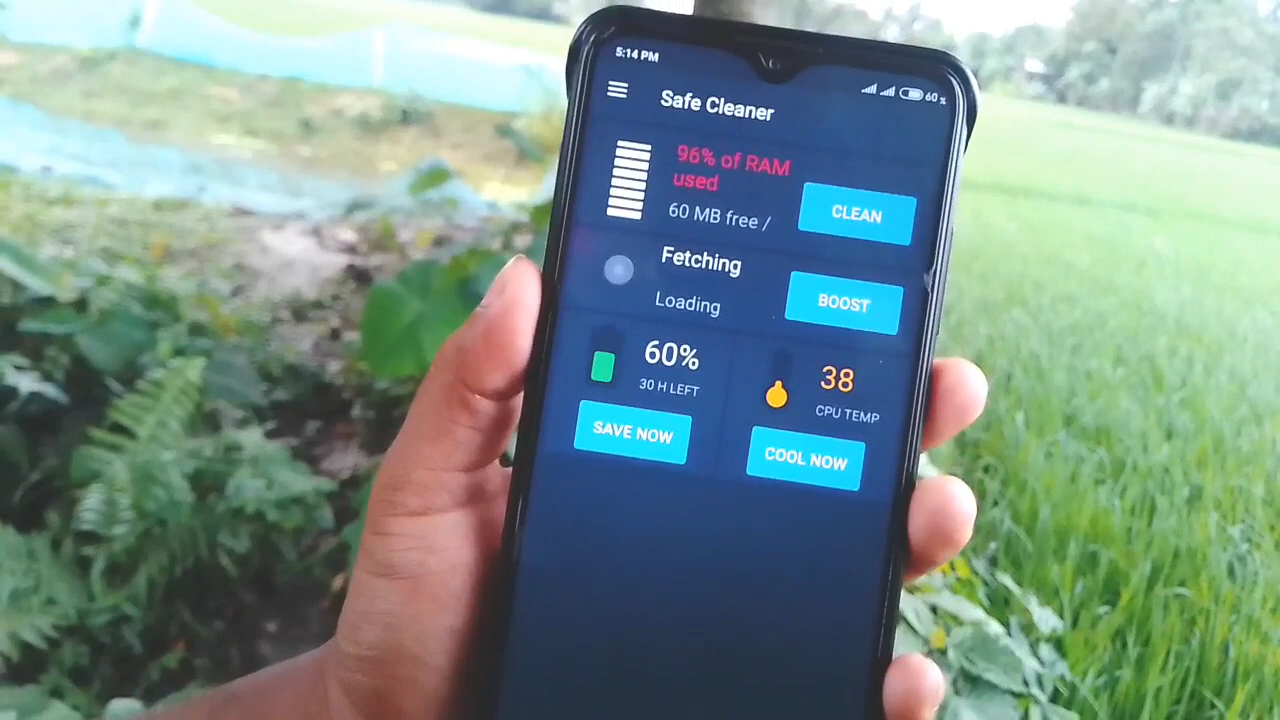 5:14 PM
60 %
Safe Cleaner
96% of RAM
used
60 MB free /
CLEAN
Fetching
Loading
BOOST
60%
30 H LEFT
SAVE NOW
38
CPU TEMP
COOL NOW